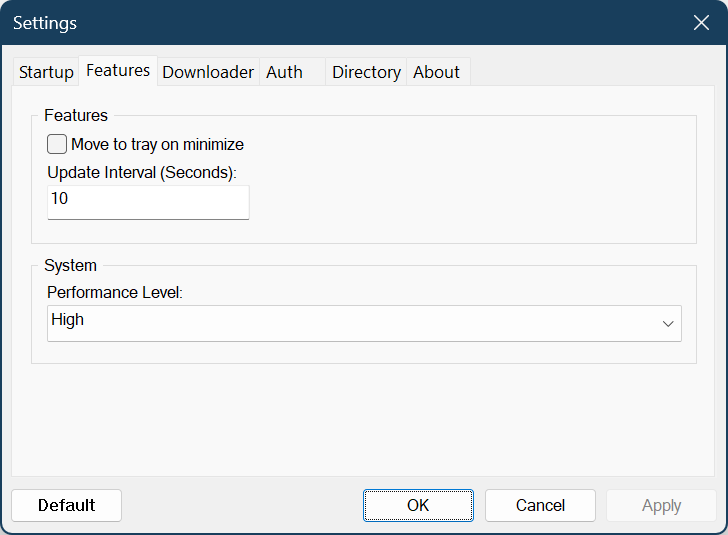 Settings
Startup Features Downloader Auth Directory About
Features
Move to tray on minimize
Update Interval (Seconds):
10
System
Performance Level:
High
Default OK Cancel Apply